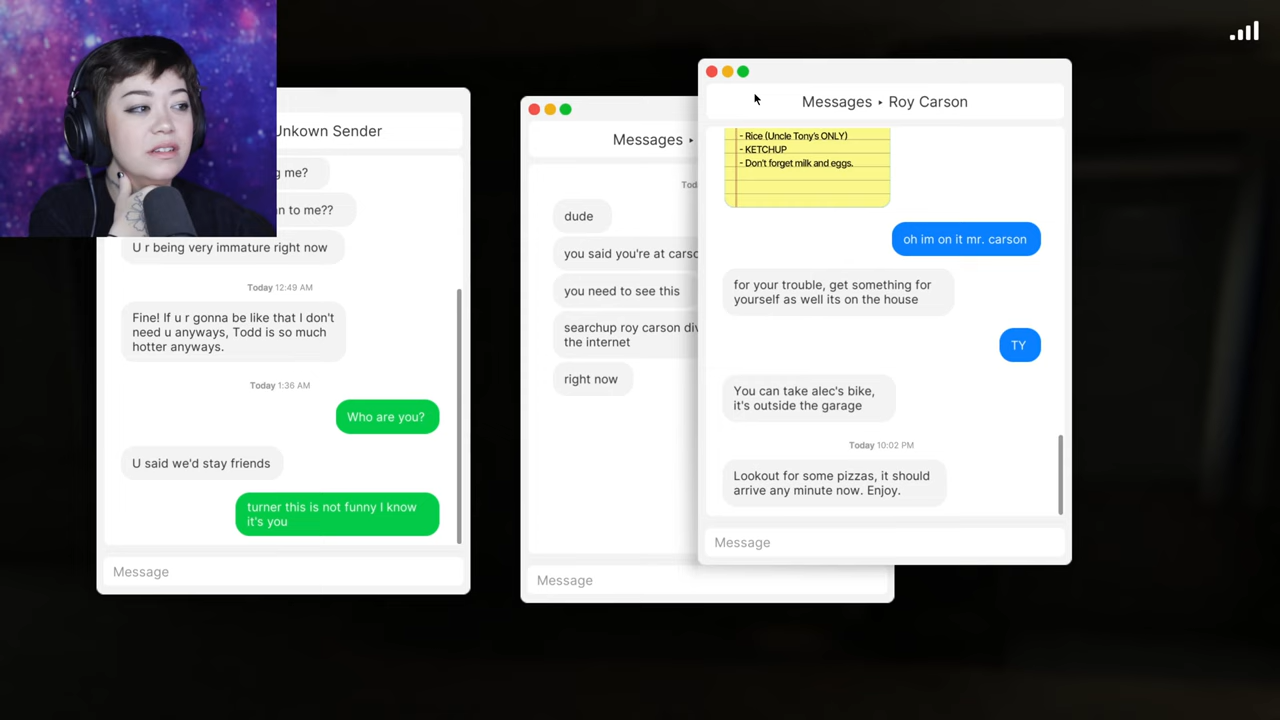 Unkown Sender
g me?
n to me??
U r being very immature right now
Today 12:49 AM
Fine! If u r gonna be like that I don't
need u anyways, Todd is so much
hotter anyways.
Today 1:36 AM
Who are you?
U said we'd stay friends
turner this is not funny I know
it's you
Message
Messages ▸
Tod
dude
you said you're at carso
you need to see this
searchup roy carson div
the internet
right now
Message
Messages ▸ Roy Carson
- Rice (Uncle Tony's ONLY)
- KETCHUP
- Don't forget milk and eggs.
oh im on it mr. carson
for your trouble, get something for
yourself as well its on the house
TY
You can take alec's bike,
it's outside the garage
Today 10:02 PM
Lookout for some pizzas, it should
arrive any minute now. Enjoy.
Message